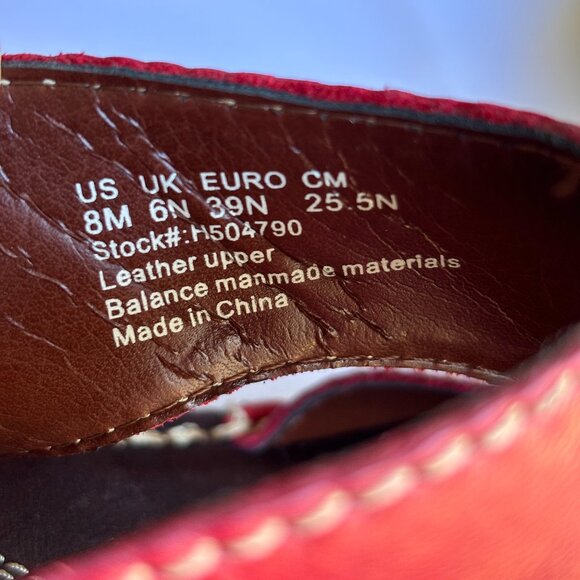 US UK EURO CM
8M 6N 39N 25.5N
Stock#:H504790
Leather upper
Balance manmade materials
Made in China